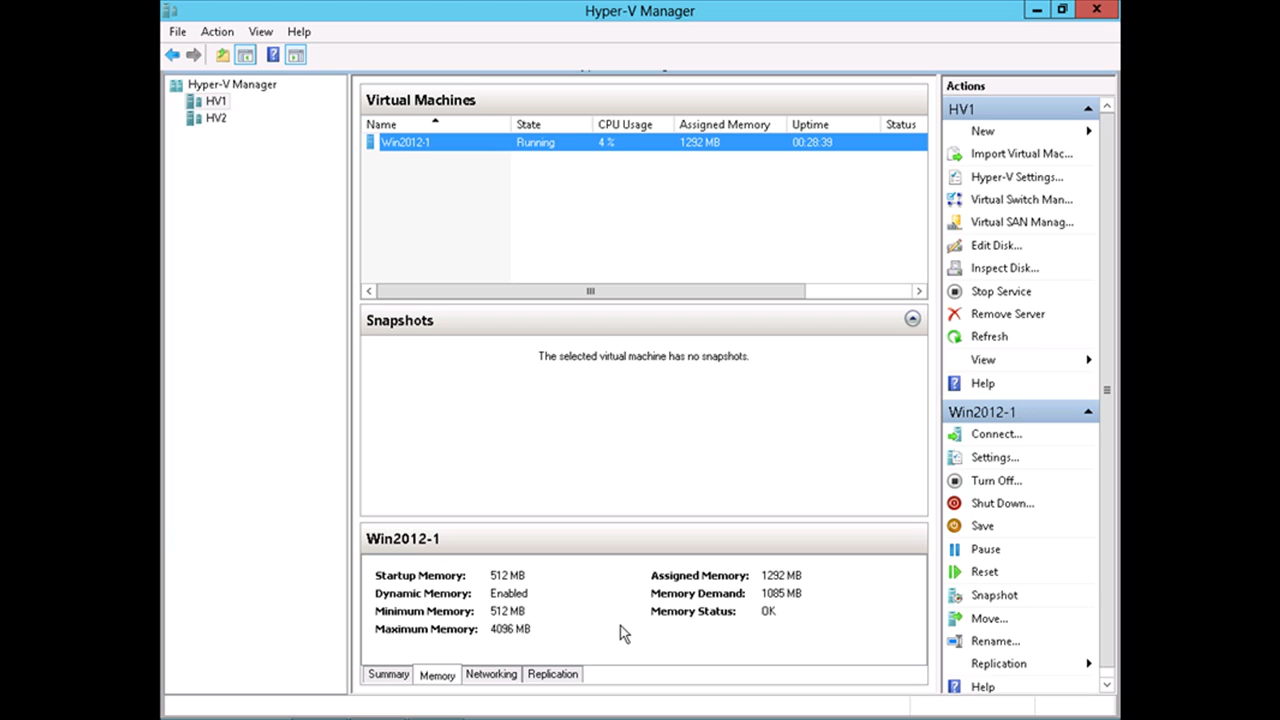 Hyper-V Manager
File Action View Help
Hyper-V Manager
HV1
HV2
Virtual Machines
Name State CPU Usage Assigned Memory Uptime Status
Win2012-1 Running 4 % 1292 MB 00:28:39
Snapshots
The selected virtual machine has no snapshots.
Win2012-1
Startup Memory: 512 MB Assigned Memory: 1292 MB
Dynamic Memory: Enabled Memory Demand: 1085 MB
Minimum Memory: 512 MB Memory Status: OK
Maximum Memory: 4096 MB
Summary Memory Networking Replication
Actions
HV1
New
Import Virtual Mac...
Hyper-V Settings...
Virtual Switch Man...
Virtual SAN Manag...
Edit Disk...
Inspect Disk...
Stop Service
Remove Server
Refresh
View
Help
Win2012-1
Connect...
Settings...
Turn Off...
Shut Down...
Save
Pause
Reset
Snapshot
Move...
Rename...
Replication
Help